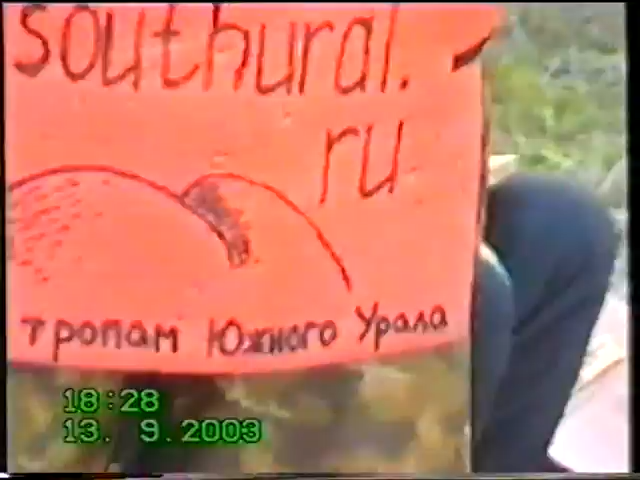 southural.
ru
тропам Южного Урала
18:28
13. 9.2003